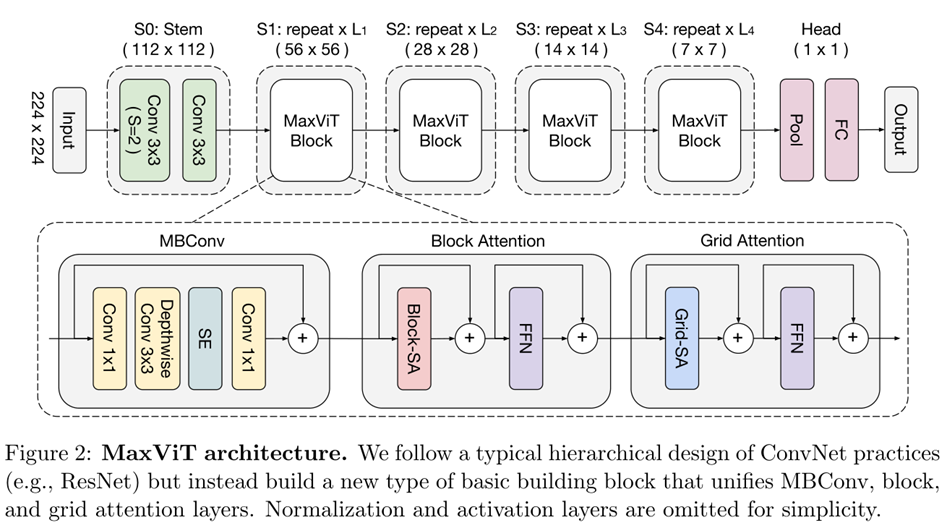 S0: Stem
( 112 x 112 )
S1: repeat x L1
( 56 x 56 )
S2: repeat x L2
( 28 x 28 )
S3: repeat x L3
( 14 x 14 )
S4: repeat x L4
( 7 x 7 )
Head
( 1 x 1 )
224 x 224
Input
Conv 3x3
( S=2 )
Conv 3x3
MaxViT
Block
MaxViT
Block
MaxViT
Block
MaxViT
Block
Pool
FC
Output
MBConv
Conv 1x1
Depthwise
Conv 3x3
SE
Conv 1x1
+
Block Attention
Block-SA
+
FFN
+
Grid Attention
Grid-SA
+
FFN
+
Figure 2: MaxViT architecture. We follow a typical hierarchical design of ConvNet practices
(e.g., ResNet) but instead build a new type of basic building block that unifies MBConv, block,
and grid attention layers. Normalization and activation layers are omitted for simplicity.